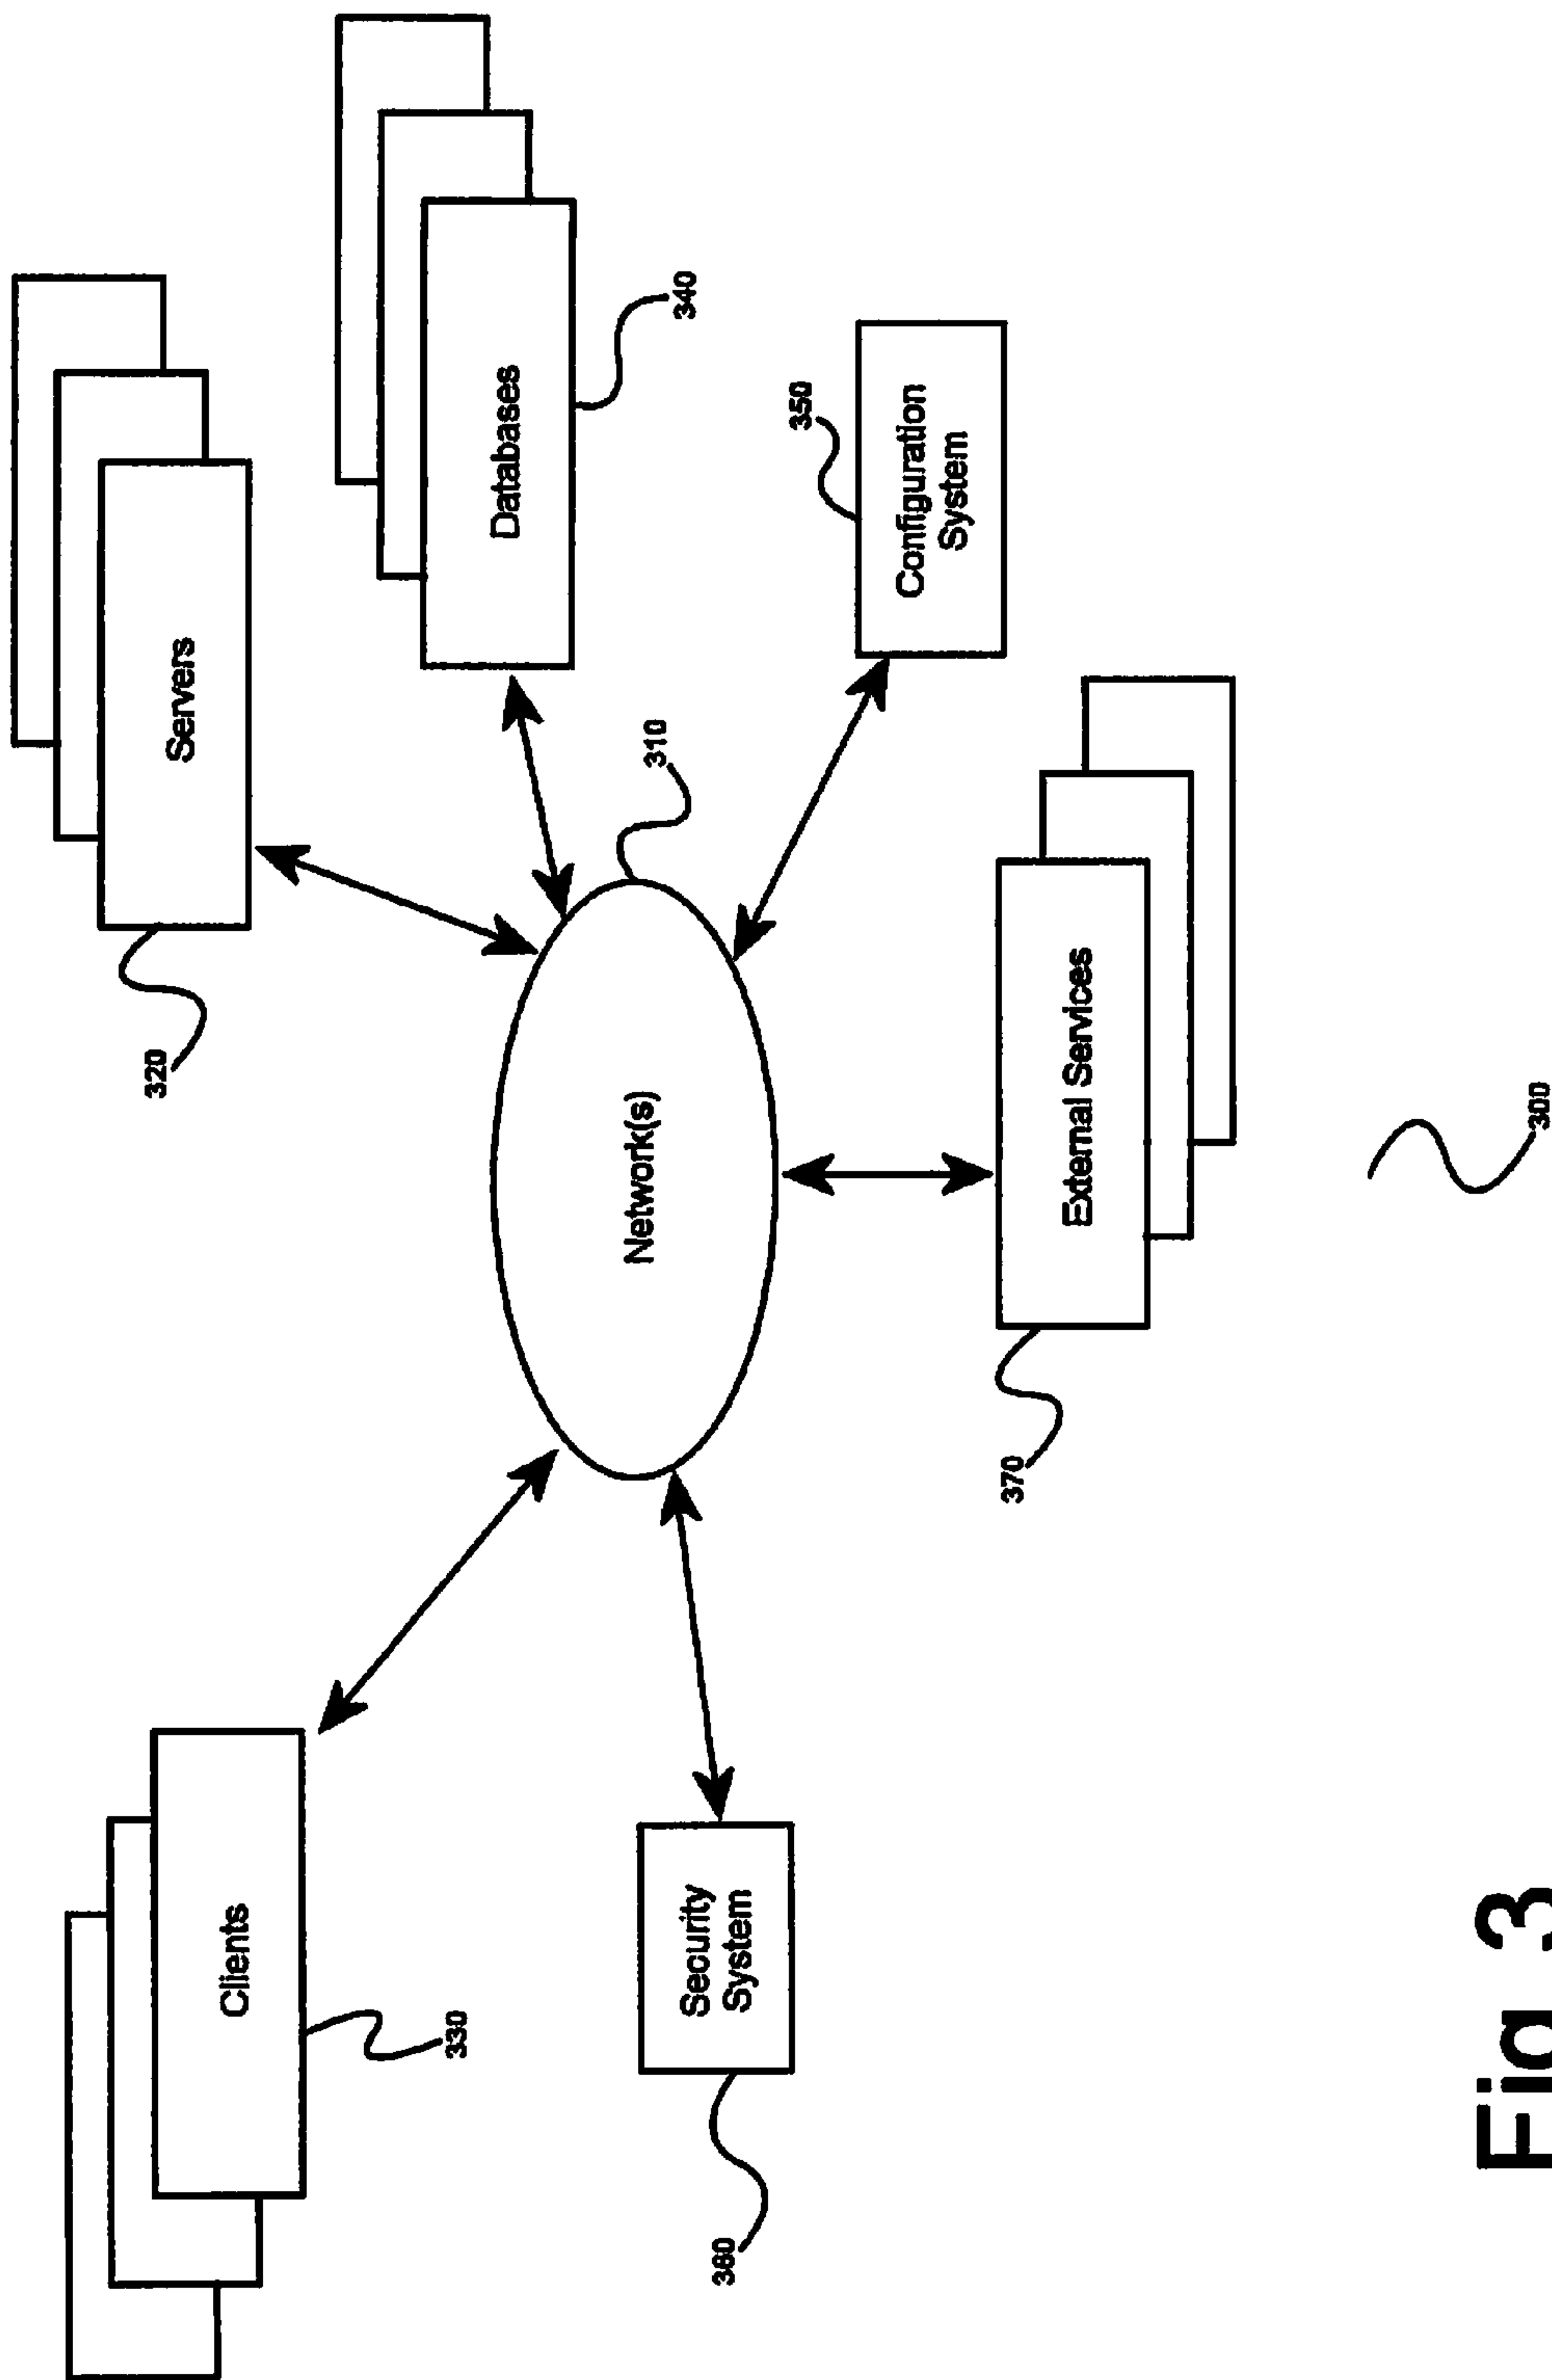 320
Servers
Clients
330
Databases
340
Network(s)
310
Security
System
360
350
Configuration
System
370
External Services
300
Fig 3